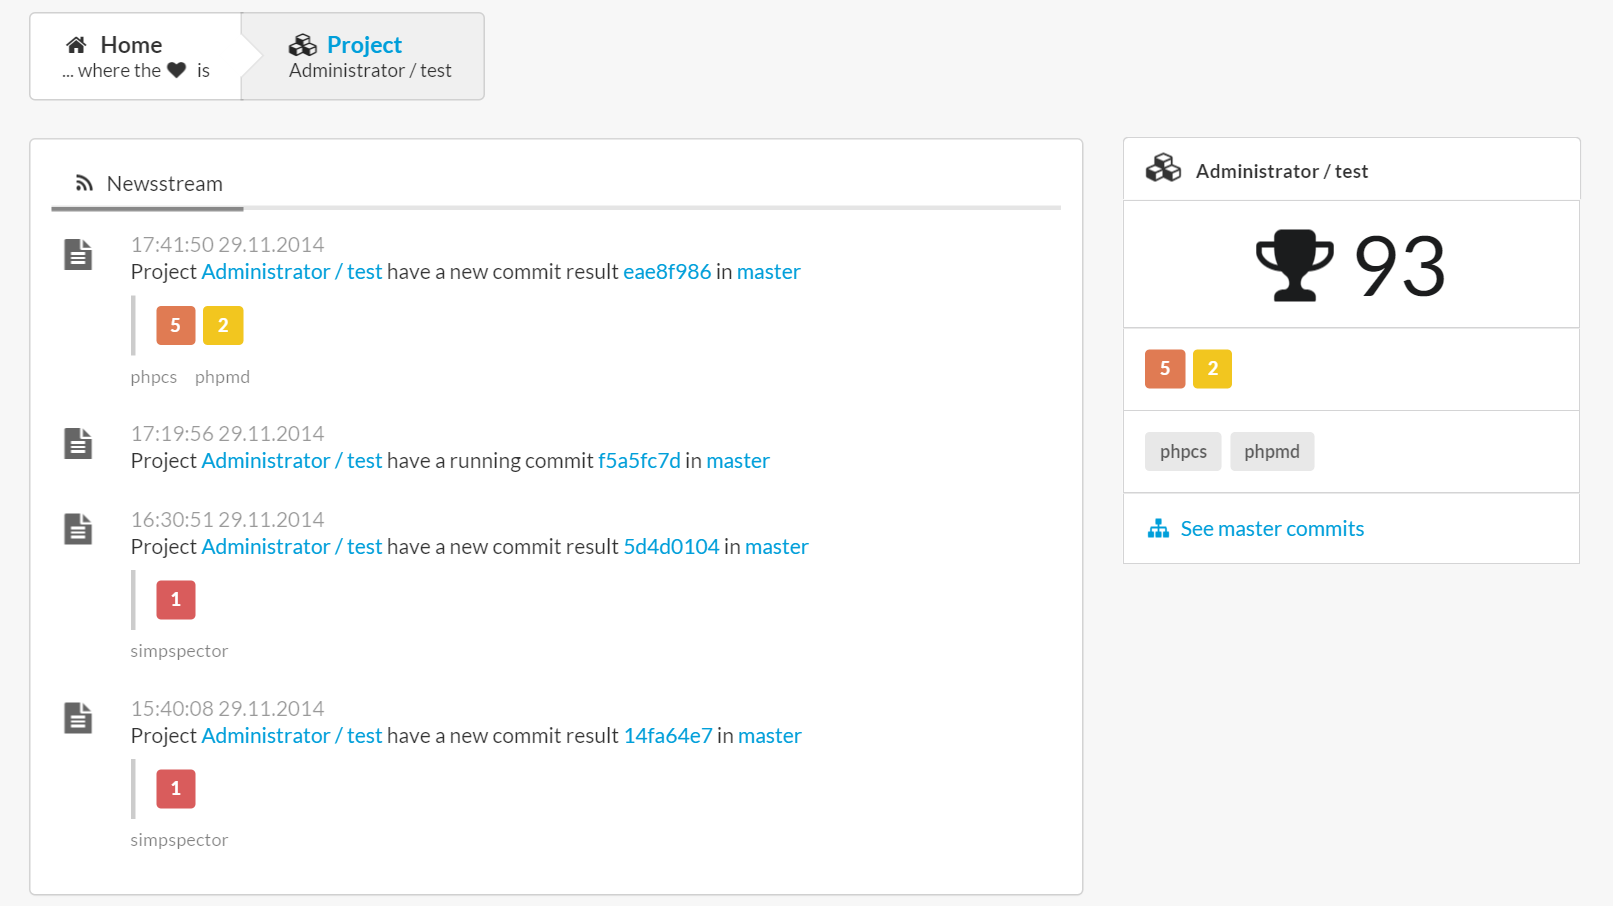 Home
... where the is
Project
Administrator / test
Newsstream
17:41:50 29.11.2014
Project Administrator / test have a new commit result eae8f986 in master
5 2
phpcs phpmd
17:19:56 29.11.2014
Project Administrator / test have a running commit f5a5fc7d in master
16:30:51 29.11.2014
Project Administrator / test have a new commit result 5d4d0104 in master
1
simpspector
15:40:08 29.11.2014
Project Administrator / test have a new commit result 14fa64e7 in master
1
simpspector
Administrator / test
93
5 2
phpcs phpmd
See master commits